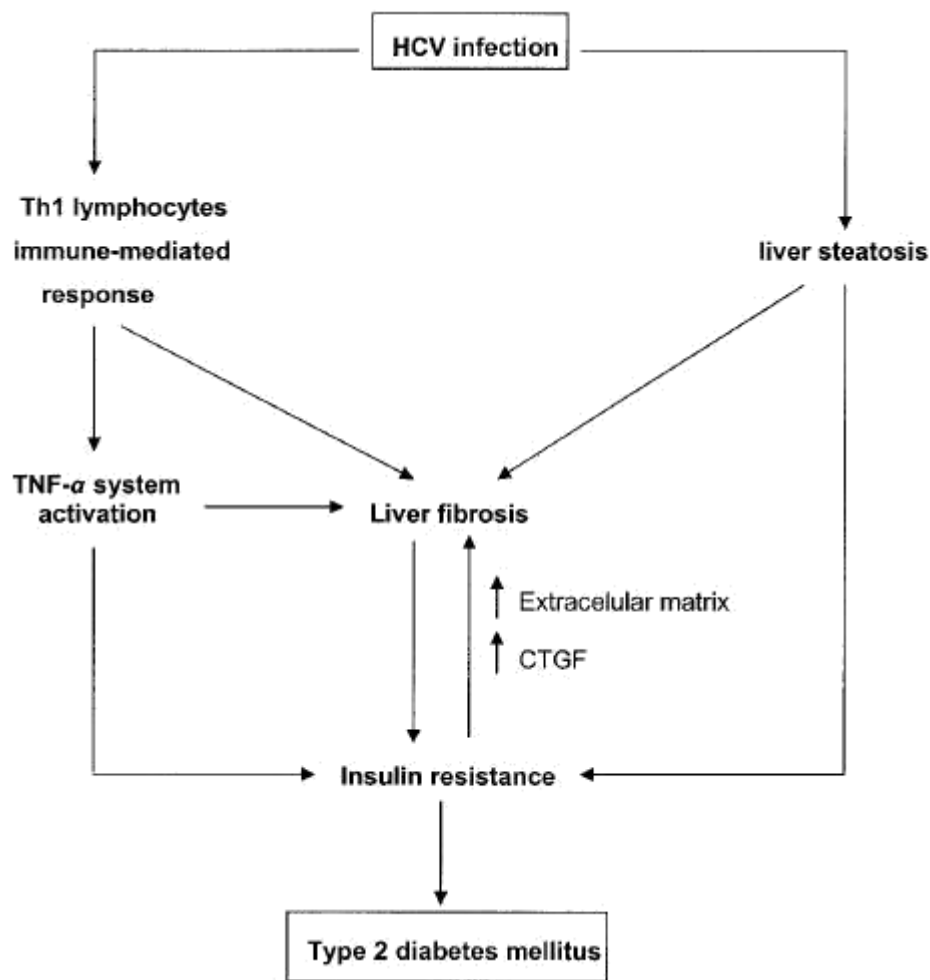 HCV infection
Th1 lymphocytes
immune-mediated
response
liver steatosis
TNF-α system
activation
Liver fibrosis
Extracelular matrix
CTGF
Insulin resistance
Type 2 diabetes mellitus